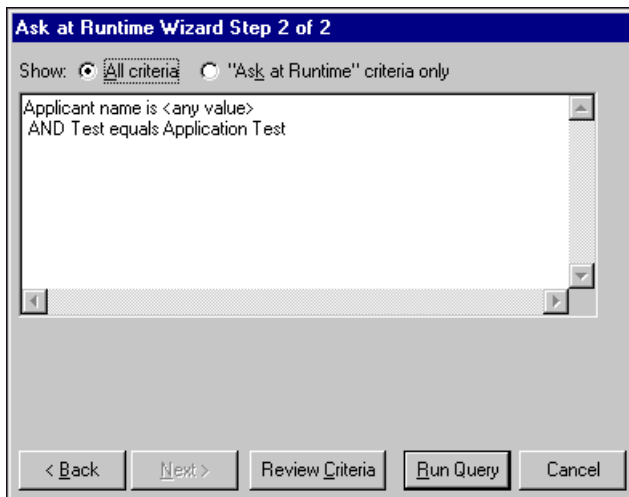 Ask at Runtime Wizard Step 2 of 2
Show: All criteria "Ask at Runtime" criteria only
Applicant name is <any value>
AND Test equals Application Test
< Back Next > Review Criteria Run Query Cancel